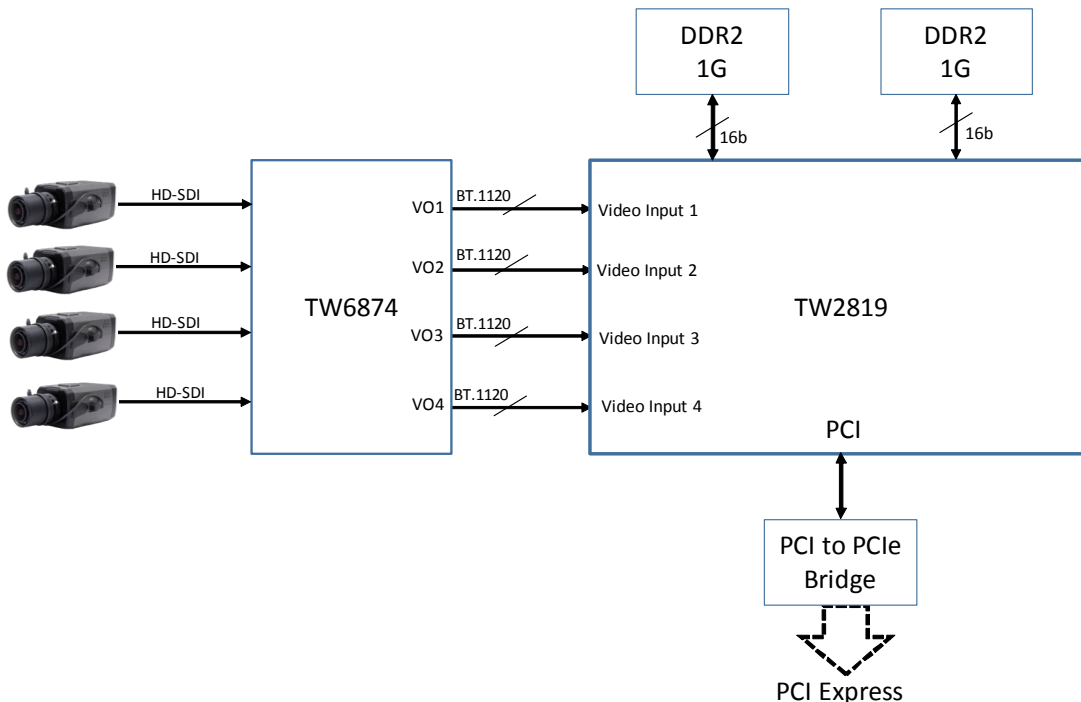 DDR2
1G
DDR2
1G
16b
16b
HD-SDI
HD-SDI
HD-SDI
HD-SDI
TW6874
VO1
VO2
VO3
VO4
BT.1120
BT.1120
BT.1120
BT.1120
Video Input 1
Video Input 2
Video Input 3
Video Input 4
TW2819
PCI
PCI to PCIe
Bridge
PCI Express